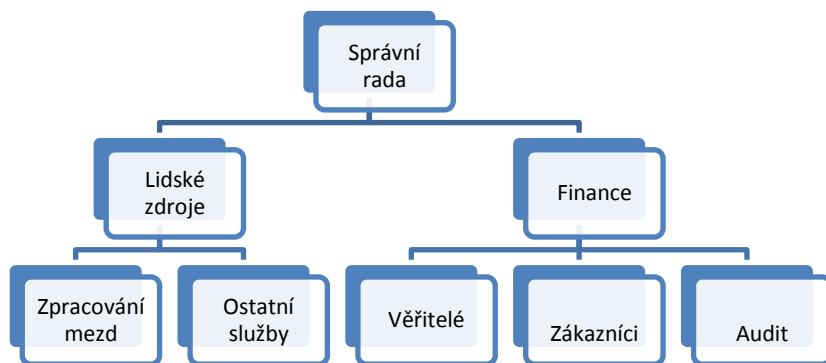 Správní
rada
Lidské
zdroje
Finance
Zpracování
mezd
Ostatní
služby
Věřitelé
Zákazníci
Audit